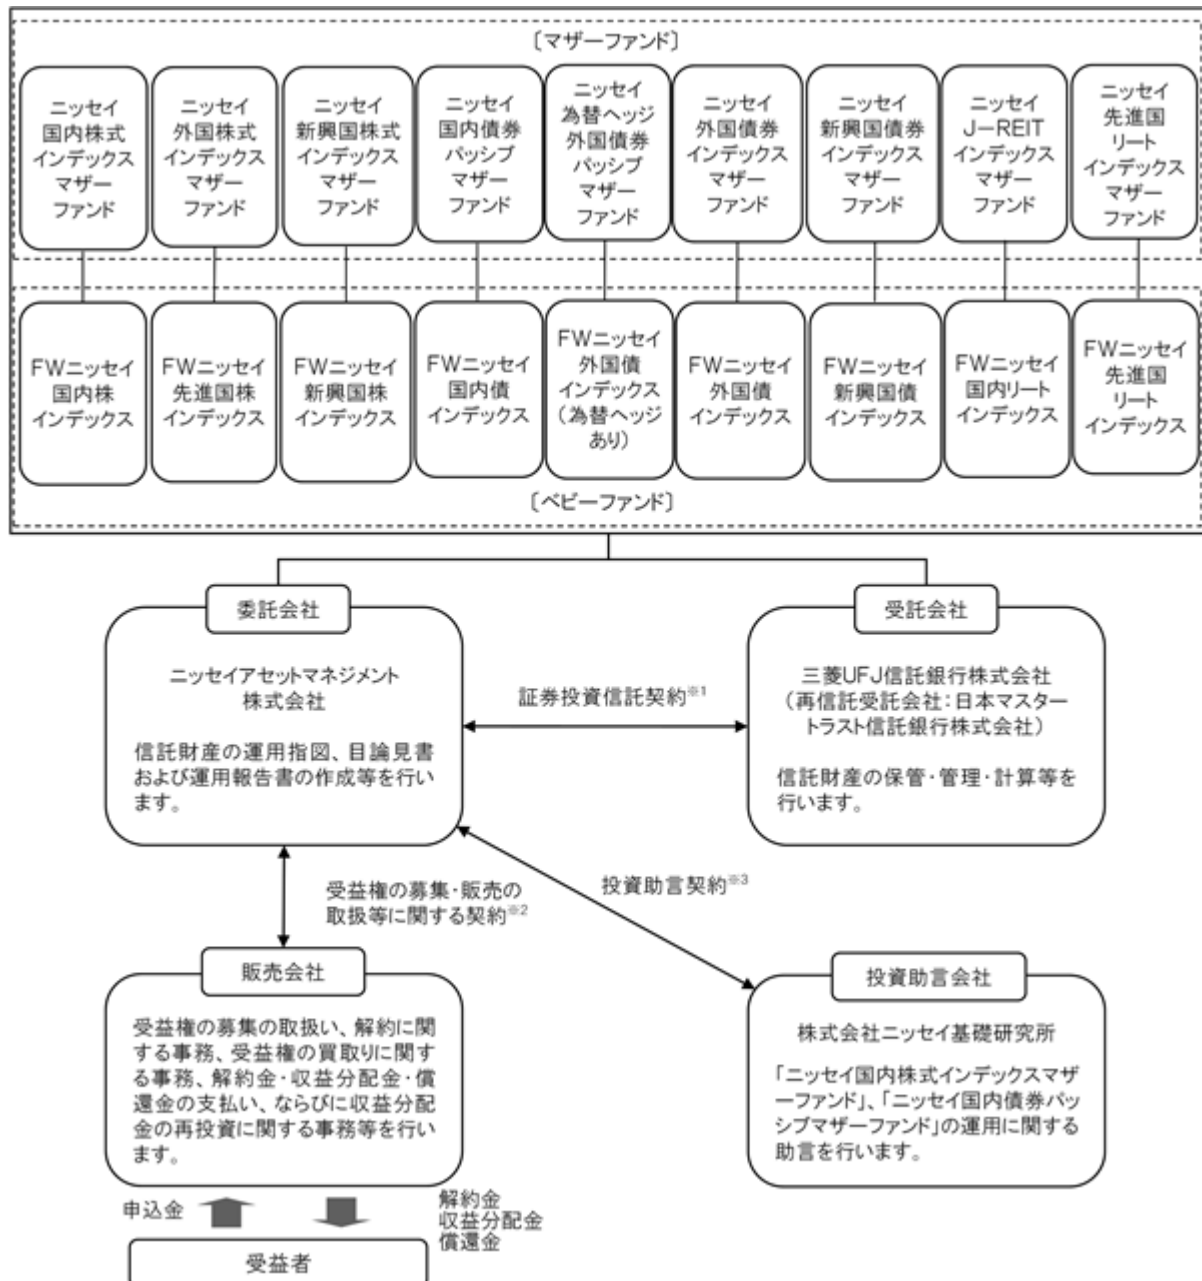 〔マザーファンド〕
ニッセイ
国内株式
インデックス
マザー
ファンド
ニッセイ
外国株式
インデックス
マザー
ファンド
ニッセイ
新興国株式
インデックス
マザー
ファンド
ニッセイ
国内債券
パッシブ
マザー
ファンド
ニッセイ
為替ヘッジ
外国債券
パッシブ
マザー
ファンド
ニッセイ
外国債券
インデックス
マザー
ファンド
ニッセイ
新興国債券
インデックス
マザー
ファンド
ニッセイ
J－REIT
インデックス
マザー
ファンド
ニッセイ
先進国
リート
インデックス
マザー
ファンド
FWニッセイ
国内株
インデックス
FWニッセイ
先進国株
インデックス
FWニッセイ
新興国株
インデックス
FWニッセイ
国内債
インデックス
FWニッセイ
外国債
インデックス
（為替ヘッジ
あり）
FWニッセイ
外国債
インデックス
FWニッセイ
新興国債
インデックス
FWニッセイ
国内リート
インデックス
FWニッセイ
先進国
リート
インデックス
〔ベビーファンド〕
委託会社
ニッセイアセットマネジメント
株式会社
信託財産の運用指図、目論見書
および運用報告書の作成等を行い
ます。
証券投資信託契約※1
受託会社
三菱UFJ信託銀行株式会社
（再信託受託会社：日本マスター
トラスト信託銀行株式会社）
信託財産の保管・管理・計算等を
行います。
受益権の募集・販売の
取扱等に関する契約※2
投資助言契約※3
販売会社
受益権の募集の取扱い、解約に関
する事務、受益権の買取りに関す
る事務、解約金・収益分配金・償
還金の支払い、ならびに収益分配
金の再投資に関する事務等を行い
ます。
投資助言会社
株式会社ニッセイ基礎研究所
「ニッセイ国内株式インデックスマザ
ーファンド」、「ニッセイ国内債券パッ
シブマザーファンド」の運用に関する
助言を行います。
申込金
解約金
収益分配金
償還金
受益者